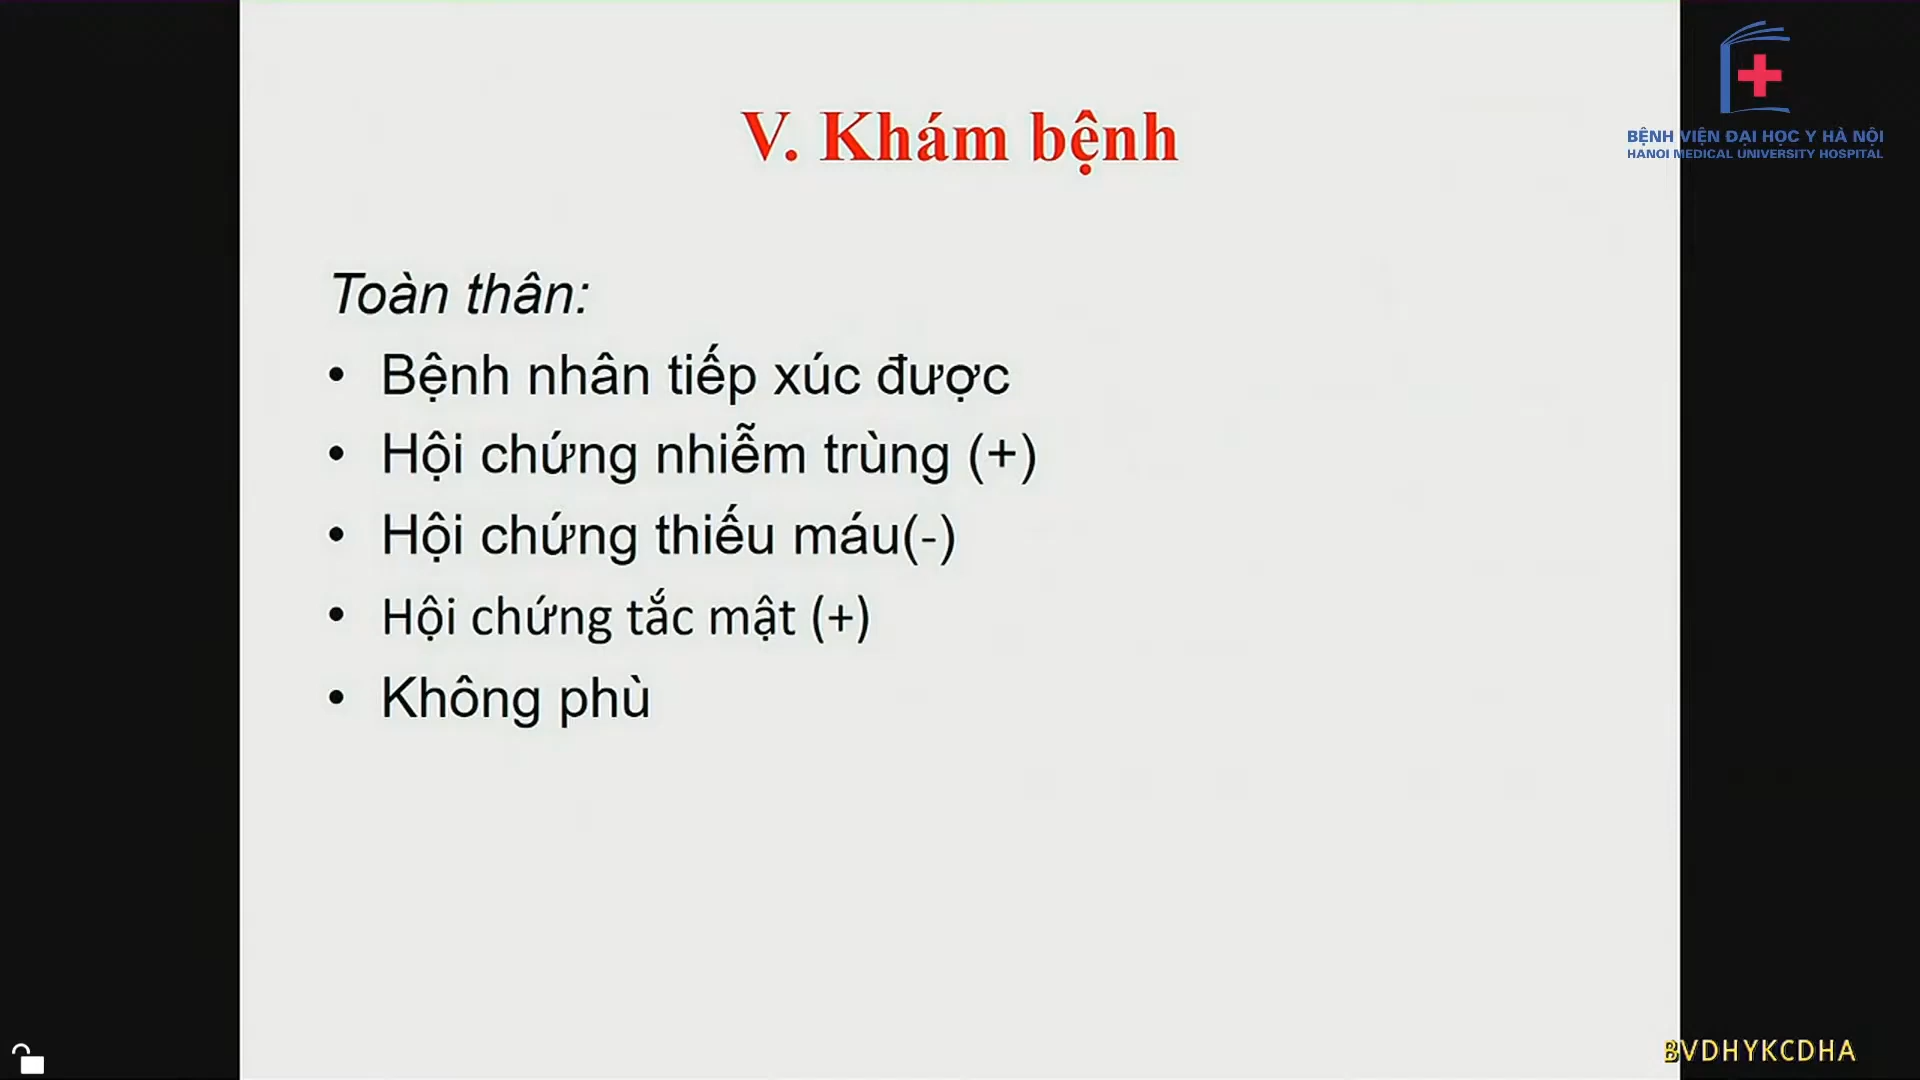 V. Khám bệnh
BỆNH VIỆN ĐẠI HỌC Y HÀ NỘI
HANOI MEDICAL UNIVERSITY HOSPITAL
Toàn thân:
• Bệnh nhân tiếp xúc được
• Hội chứng nhiễm trùng (+)
• Hội chứng thiếu máu(-)
• Hội chứng tắc mật (+)
• Không phù
BVDHYKCDHA